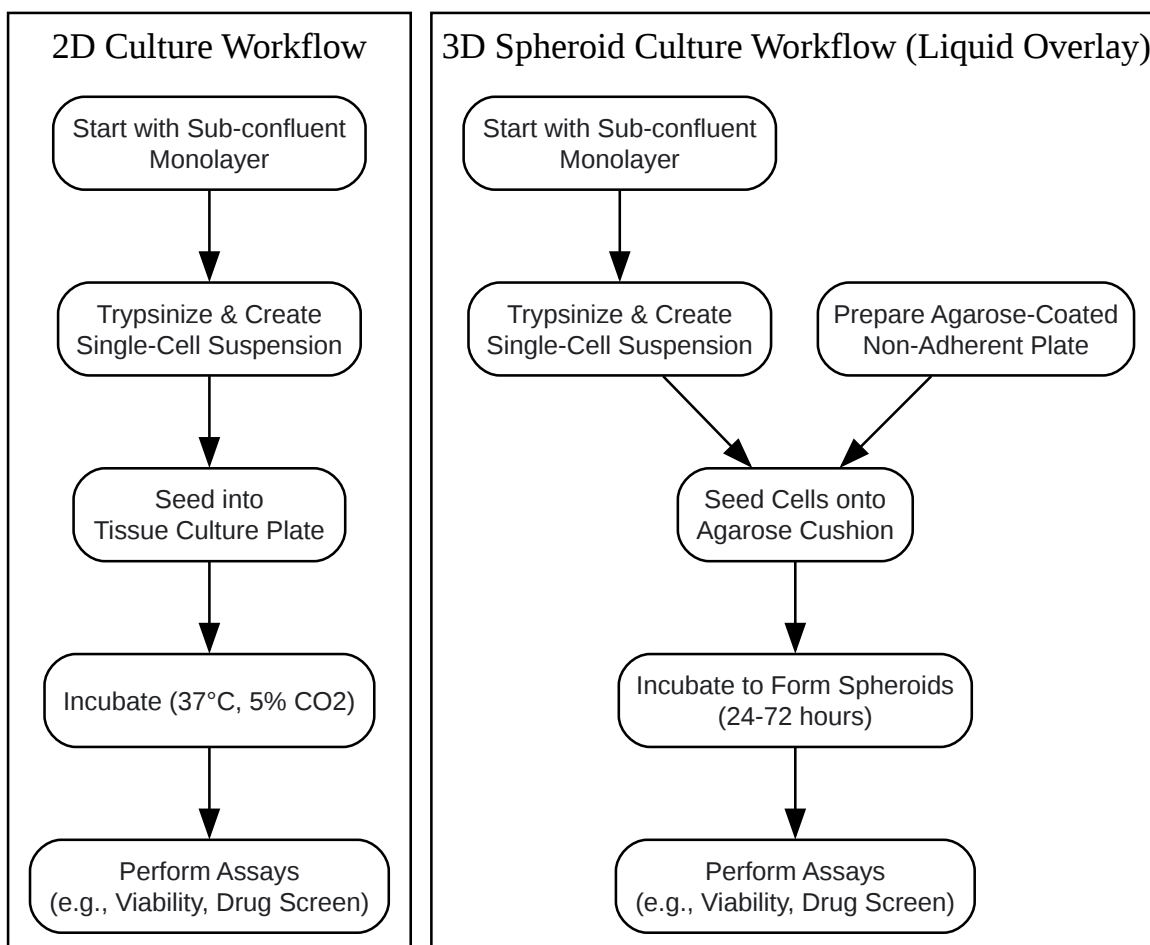 2D Culture Workflow
Start with Sub-confluent
Monolayer
Trypsinize & Create
Single-Cell Suspension
Seed into
Tissue Culture Plate
Incubate (37°C, 5% CO2)
Perform Assays
(e.g., Viability, Drug Screen)
3D Spheroid Culture Workflow (Liquid Overlay)
Start with Sub-confluent
Monolayer
Trypsinize & Create
Single-Cell Suspension
Prepare Agarose-Coated
Non-Adherent Plate
Seed Cells onto
Agarose Cushion
Incubate to Form Spheroids
(24-72 hours)
Perform Assays
(e.g., Viability, Drug Screen)